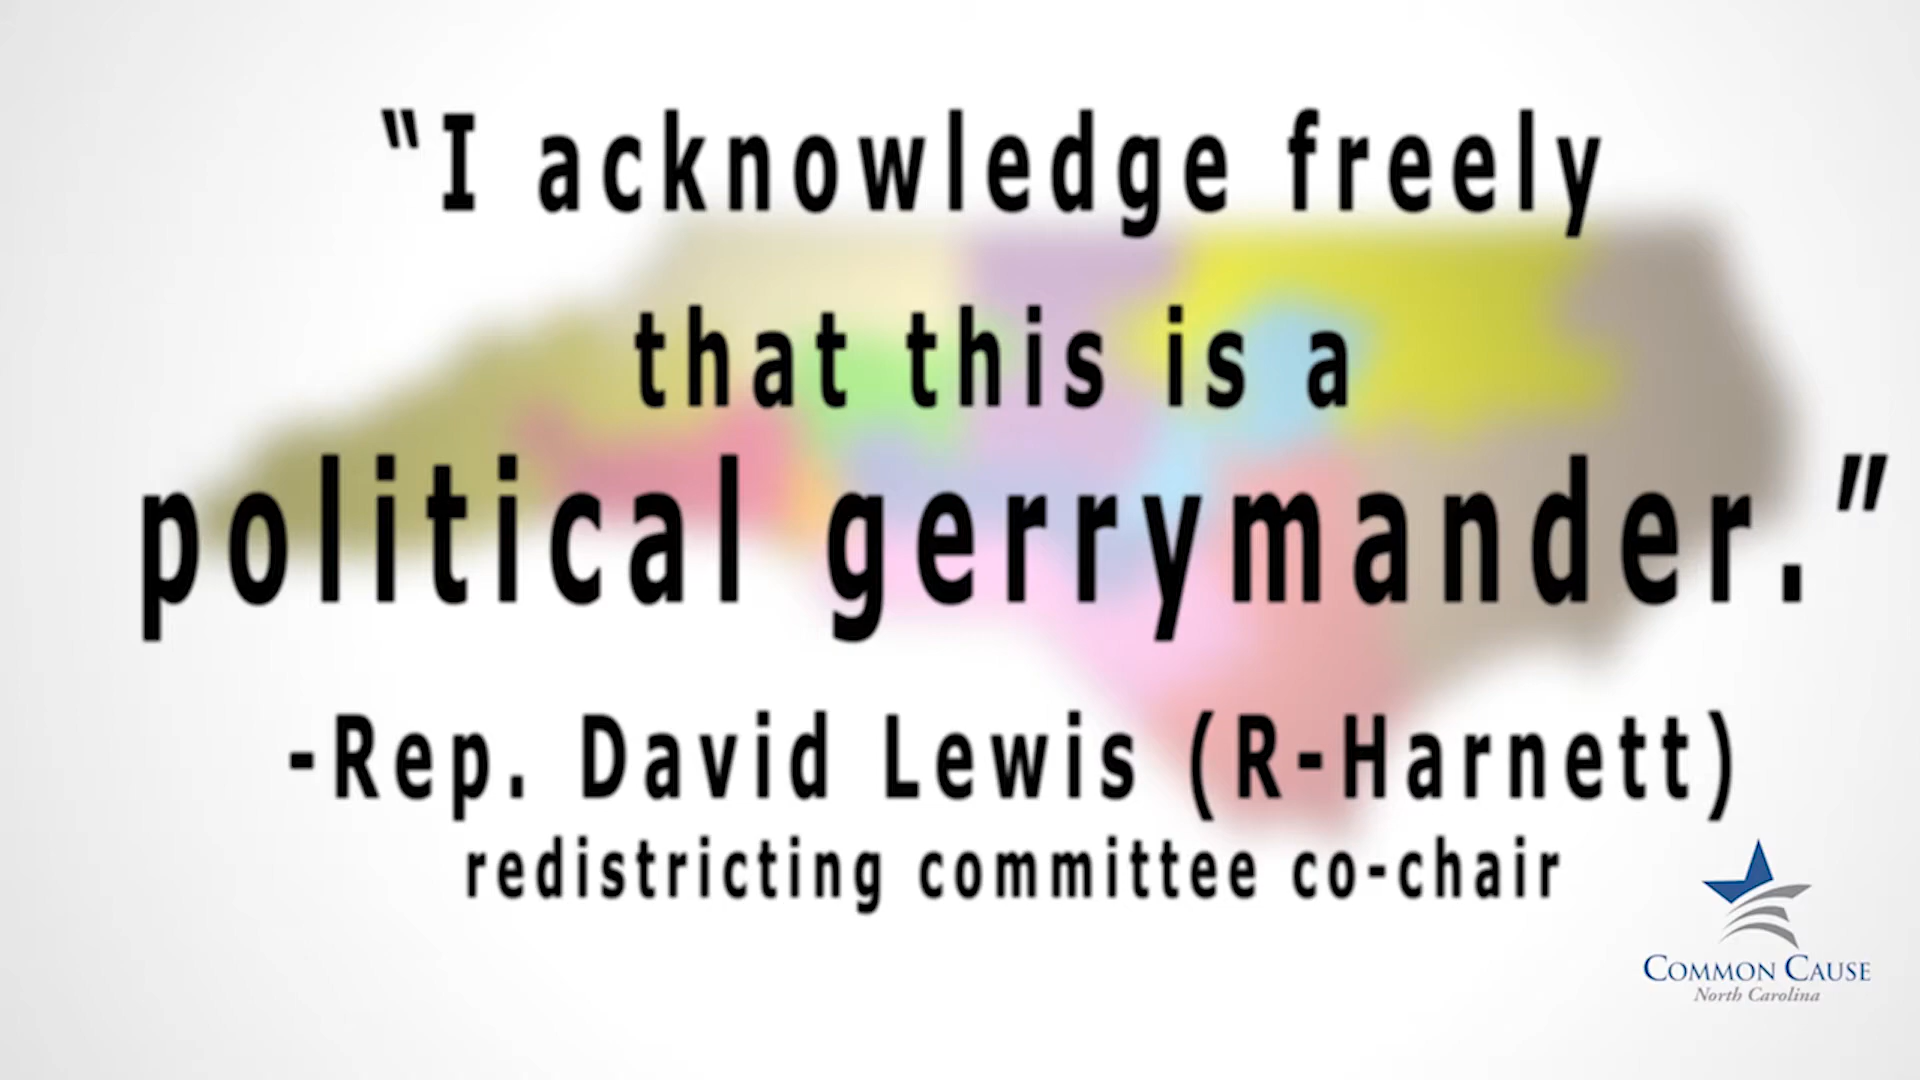 “I acknowledge freely
that this is a
political gerrymander.”
-Rep. David Lewis (R-Harnett)
redistricting committee co-chair
COMMON CAUSE
North Carolina